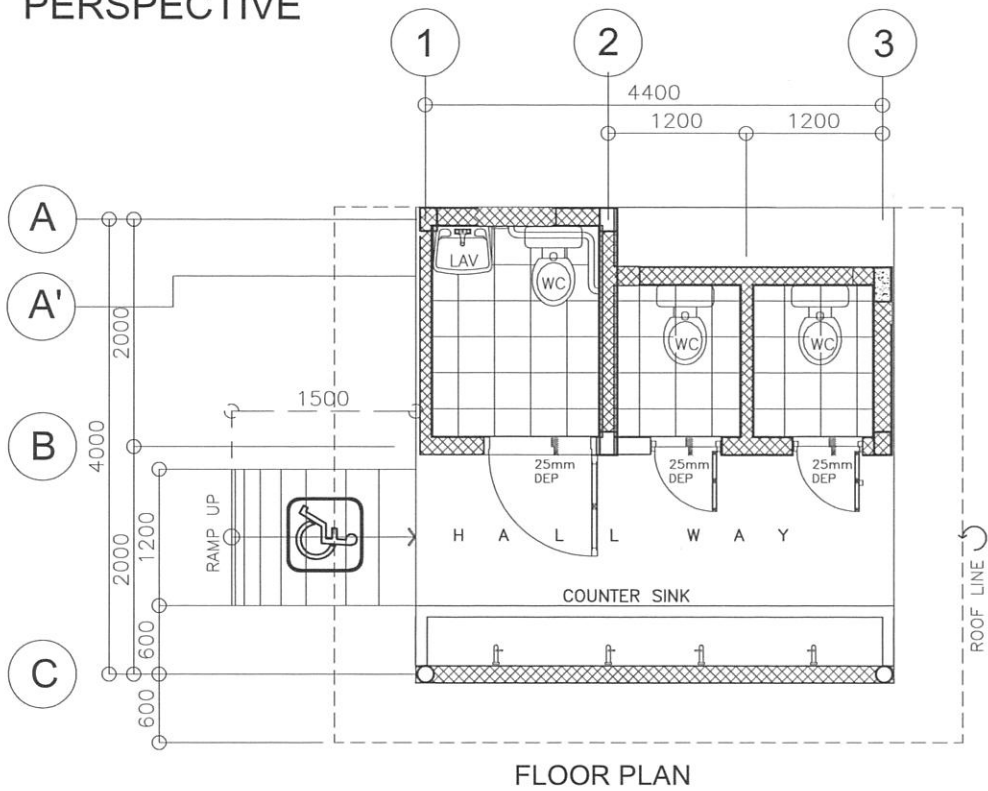 PERSPECTIVE
1
2
3
4400
1200
1200
A
A'
B
C
2000
4000
2000
1500
1200
600
600
RAMP UP
LAV
WC
WC
WC
25mm
DEP
25mm
DEP
25mm
DEP
H A L L W A Y
COUNTER SINK
ROOF LINE
FLOOR PLAN